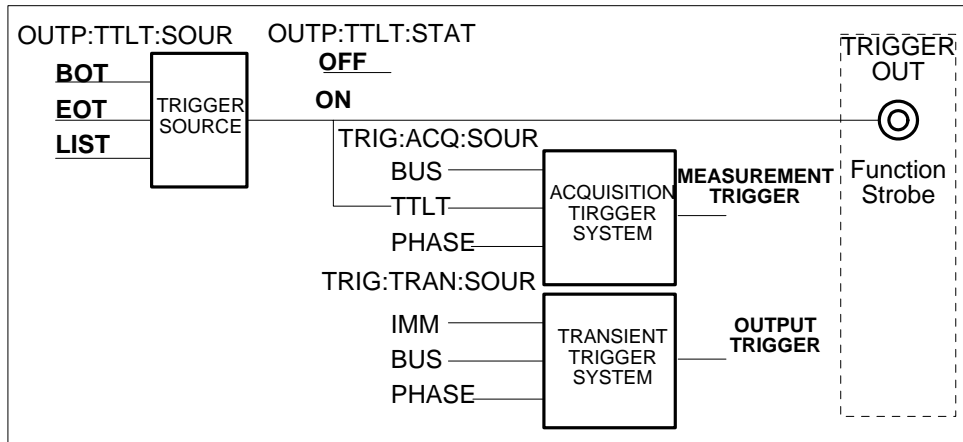 OUTP:TTLT:SOUR
OUTP:TTLT:STAT
OFF
ON
BOT
EOT
LIST
TRIGGER
SOURCE
TRIGGER
OUT
Function
Strobe
TRIG:ACQ:SOUR
BUS
TTLT
PHASE
ACQUISITION
TIRGGER
SYSTEM
MEASUREMENT
TRIGGER
TRIG:TRAN:SOUR
IMM
BUS
PHASE
TRANSIENT
TRIGGER
SYSTEM
OUTPUT
TRIGGER